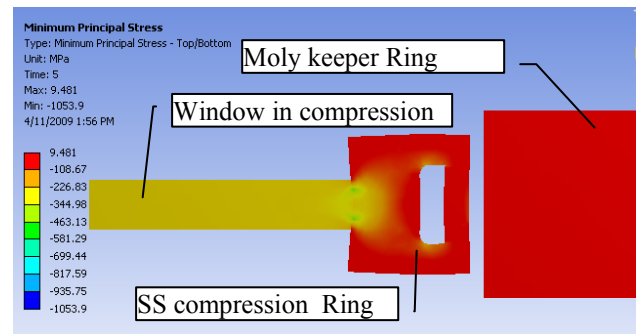 Minimum Principal Stress
Type: Minimum Principal Stress - Top/Bottom
Unit: MPa
Time: 5
Max: 9.481
Min: -1053.9
4/11/2009 1:56 PM
Moly keeper Ring
Window in compression
9.481
-108.67
-226.83
-344.98
-463.13
-581.29
-699.44
-817.59
-935.75
-1053.9
SS compression Ring